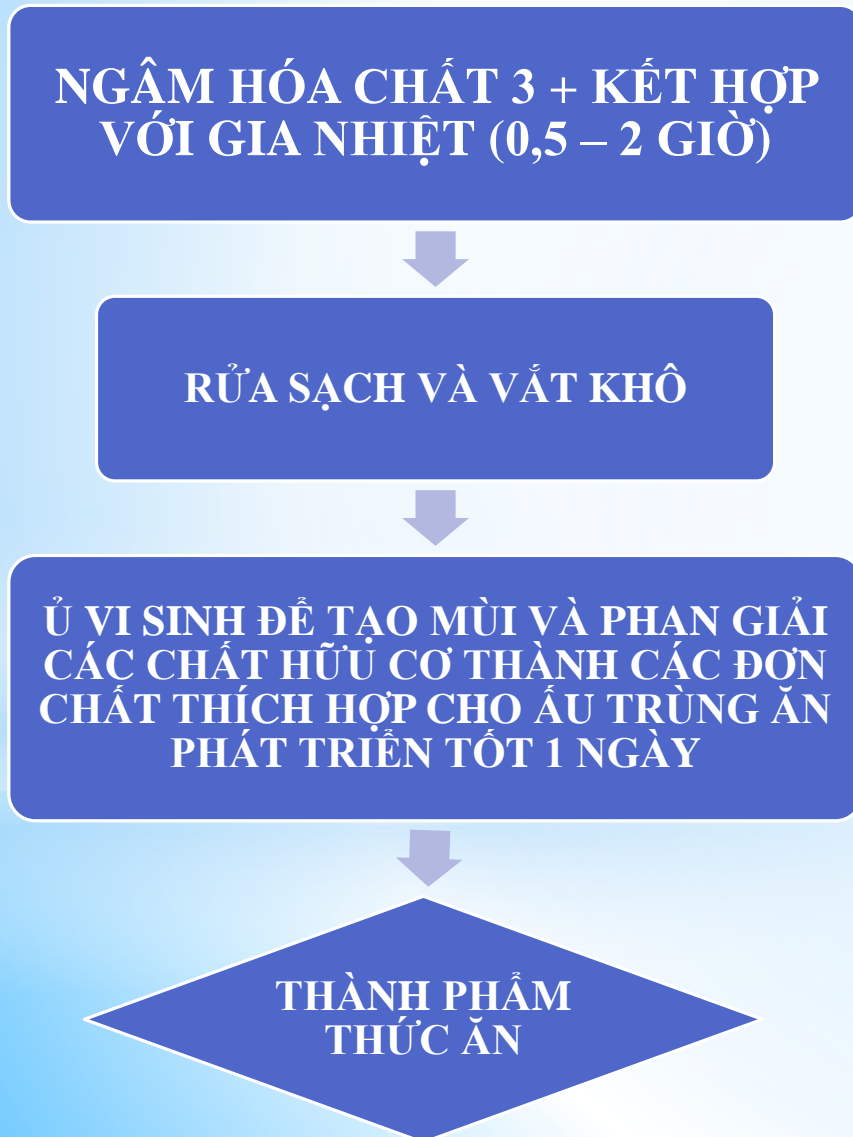 NGÂM HÓA CHẤT 3 + KẾT HỢP
VỚI GIA NHIỆT (0,5 – 2 GIỜ)
RỬA SẠCH VÀ VẮT KHÔ
Ủ VI SINH ĐỂ TẠO MÙI VÀ PHAN GIẢI
CÁC CHẤT HỮU CƠ THÀNH CÁC ĐƠN
CHẤT THÍCH HỢP CHO ẤU TRÙNG ĂN
PHÁT TRIỂN TỐT 1 NGÀY
THÀNH PHẨM
THỨC ĂN